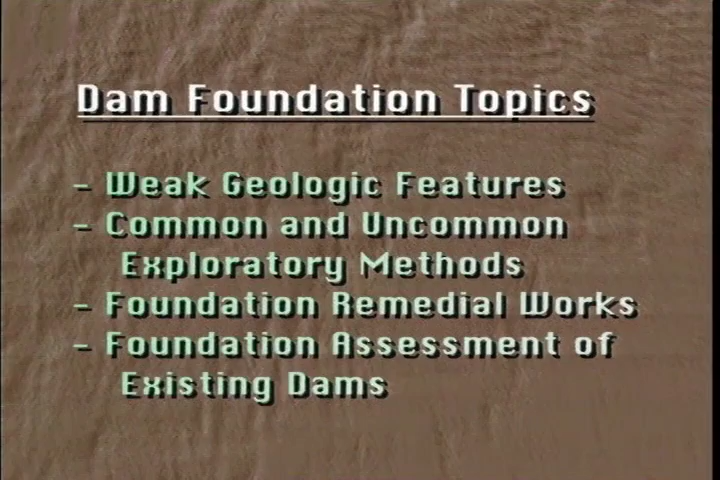 Dam Foundation Topics
- Weak Geologic Features
- Common and Uncommon
Exploratory Methods
- Foundation Remedial Works
- Foundation Assessment of
Existing Dams